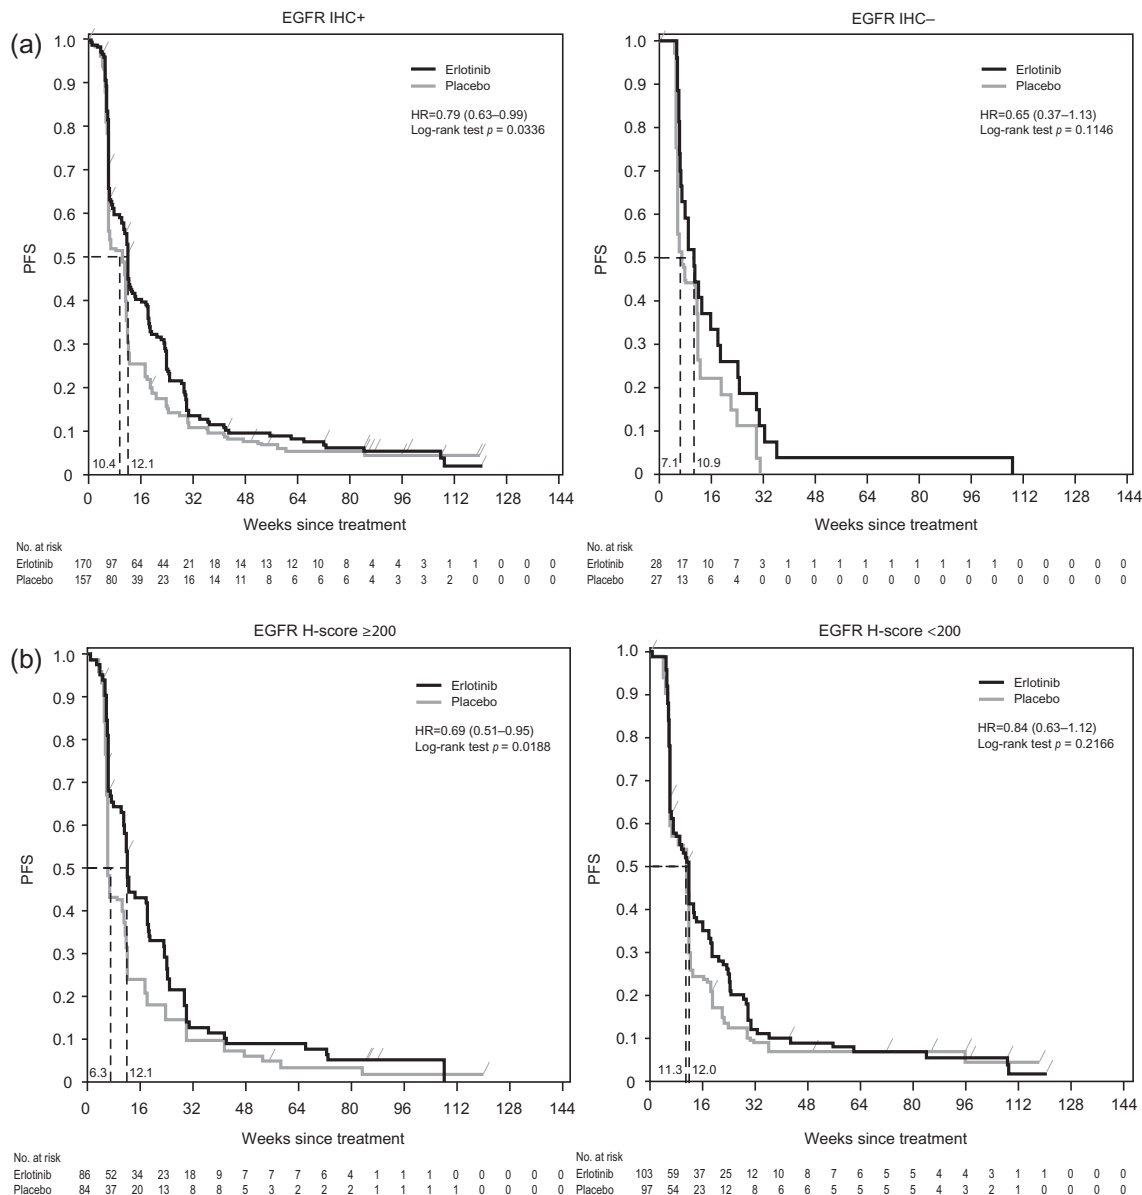 (a)
EGFR IHC+
1.0
0.9
0.8
0.7
0.6
0.5
0.4
0.3
0.2
0.1
0
PFS
Erlotinib
Placebo
HR=0.79 (0.63–0.99)
Log-rank test p = 0.0336
10.4 12.1
0 16 32 48 64 80 96 112 128 144
Weeks since treatment
No. at risk
Erlotinib 170 97 64 44 21 18 14 13 12 10 8 4 4 3 1 1 0 0 0
Placebo 157 80 39 23 16 14 11 8 6 6 6 4 3 3 2 0 0 0 0
EGFR IHC–
1.0
0.9
0.8
0.7
0.6
0.5
0.4
0.3
0.2
0.1
0
PFS
Erlotinib
Placebo
HR=0.65 (0.37–1.13)
Log-rank test p = 0.1146
7.1 10.9
0 16 32 48 64 80 96 112 128 144
Weeks since treatment
No. at risk
Erlotinib 28 17 10 7 3 1 1 1 1 1 1 1 1 1 0 0 0 0 0
Placebo 27 13 6 4 0 0 0 0 0 0 0 0 0 0 0 0 0 0 0
(b)
EGFR H-score ≥200
1.0
0.9
0.8
0.7
0.6
0.5
0.4
0.3
0.2
0.1
0
PFS
Erlotinib
Placebo
HR=0.69 (0.51–0.95)
Log-rank test p = 0.0188
6.3 12.1
0 16 32 48 64 80 96 112 128 144
Weeks since treatment
No. at risk
Erlotinib 86 52 34 23 18 9 7 7 7 6 4 1 1 1 0 0 0 0 0
Placebo 84 37 20 13 8 8 5 3 2 2 2 1 1 1 1 0 0 0 0
EGFR H-score <200
1.0
0.9
0.8
0.7
0.6
0.5
0.4
0.3
0.2
0.1
0
PFS
Erlotinib
Placebo
HR=0.84 (0.63–1.12)
Log-rank test p = 0.2166
11.3 12.0
0 16 32 48 64 80 96 112 128 144
Weeks since treatment
No. at risk
Erlotinib 103 59 37 25 12 10 8 7 6 5 5 4 4 3 1 1 0 0 0
Placebo 97 54 23 12 8 6 6 5 5 5 5 4 3 2 1 0 0 0 0